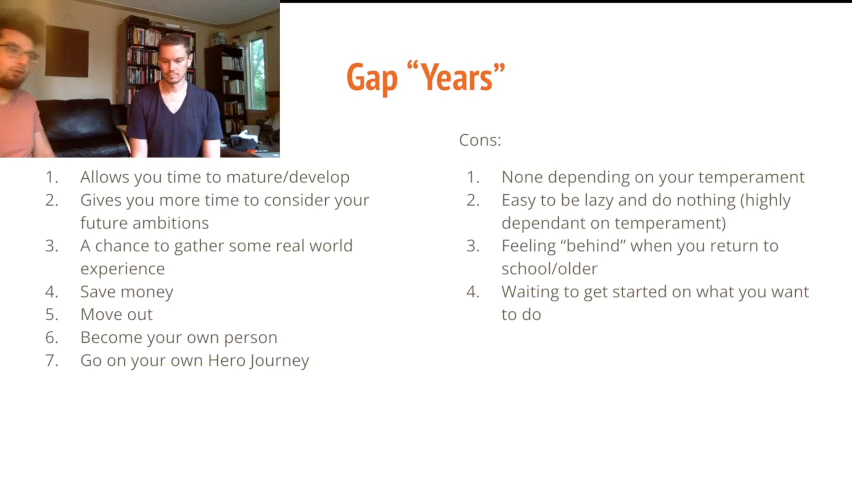 Gap “Years”
Cons:
1. Allows you time to mature/develop
2. Gives you more time to consider your
future ambitions
3. A chance to gather some real world
experience
4. Save money
5. Move out
6. Become your own person
7. Go on your own Hero Journey
1. None depending on your temperament
2. Easy to be lazy and do nothing (highly
dependant on temperament)
3. Feeling “behind” when you return to
school/older
4. Waiting to get started on what you want
to do